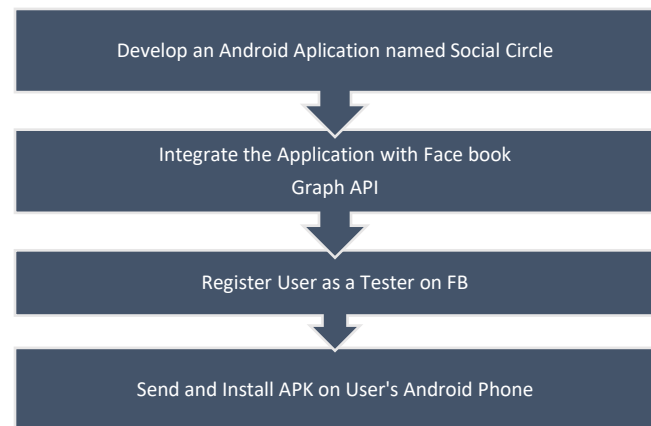 Develop an Android Aplication named Social Circle
Integrate the Application with Face book
Graph API
Register User as a Tester on FB
Send and Install APK on User's Android Phone